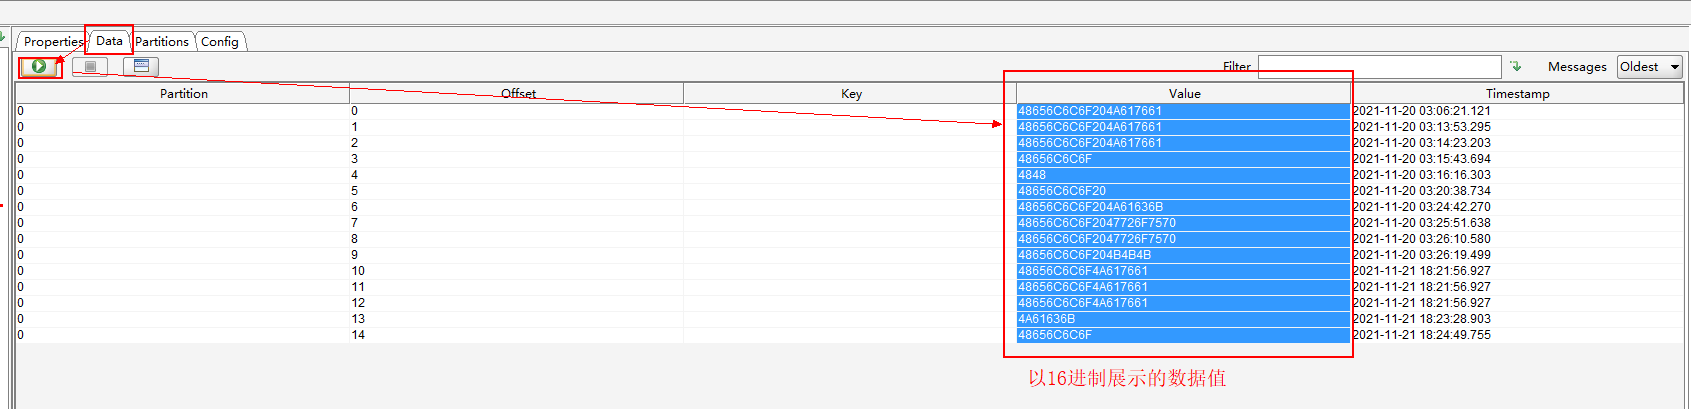 Properties Data Partitions Config
Filter Messages Oldest
Partition Offset Key Value Timestamp
0 0 48656C6C6F204A617661 2021-11-20 03:06:21.121
0 1 48656C6C6F204A617661 2021-11-20 03:13:53.295
0 2 48656C6C6F204A617661 2021-11-20 03:14:23.203
0 3 48656C6C6F 2021-11-20 03:15:43.694
0 4 4848 2021-11-20 03:16:16.303
0 5 48656C6C6F20 2021-11-20 03:20:38.734
0 6 48656C6C6F204A61636B 2021-11-20 03:24:42.270
0 7 48656C6C6F2047726F7570 2021-11-20 03:25:51.638
0 8 48656C6C6F2047726F7570 2021-11-20 03:26:10.580
0 9 48656C6C6F204B4B4B 2021-11-20 03:26:19.499
0 10 48656C6C6F4A617661 2021-11-21 18:21:56.927
0 11 48656C6C6F4A617661 2021-11-21 18:21:56.927
0 12 48656C6C6F4A617661 2021-11-21 18:21:56.927
0 13 4A61636B 2021-11-21 18:23:28.903
0 14 48656C6C6F 2021-11-21 18:24:49.755
以16进制展示的数据值